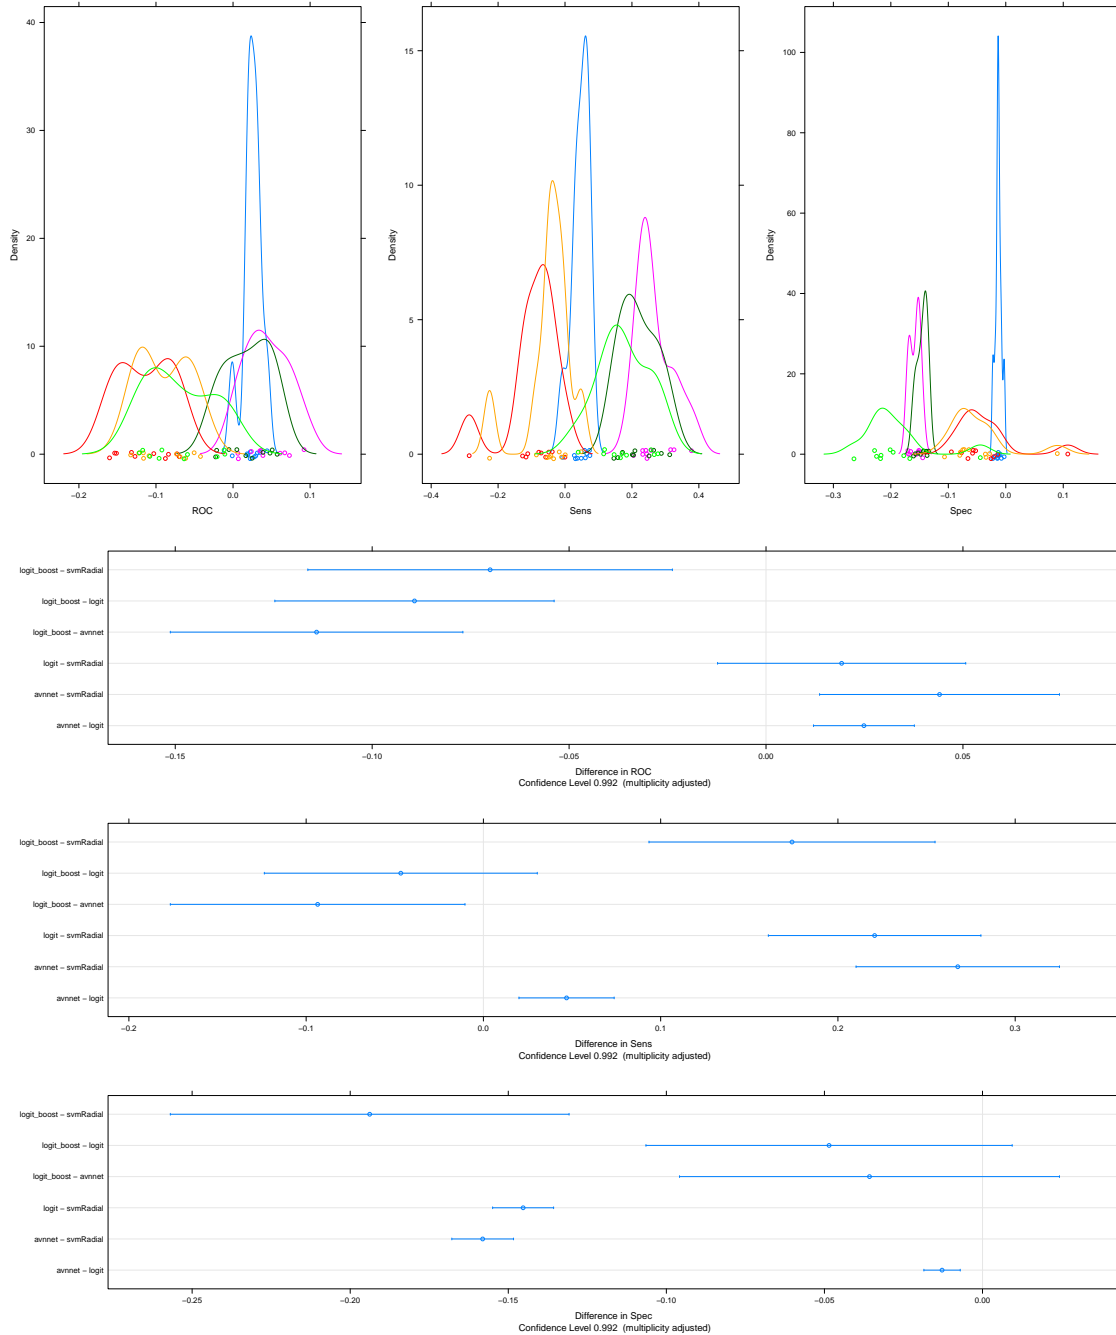 40
30
20
10
0
Density
−0.2
−0.1
0.0
0.1
ROC
15
10
5
0
Density
−0.4
−0.2
0.0
0.2
0.4
Sens
100
80
60
40
20
0
Density
−0.3
−0.2
−0.1
0.0
0.1
Spec
logit_boost − svmRadial
logit_boost − logit
logit_boost − avnnet
logit − svmRadial
avnnet − svmRadial
avnnet − logit
−0.15
−0.10
−0.05
0.00
0.05
Difference in ROC
Confidence Level 0.992 (multiplicity adjusted)
logit_boost − svmRadial
logit_boost − logit
logit_boost − avnnet
logit − svmRadial
avnnet − svmRadial
avnnet − logit
−0.2
−0.1
0.0
0.1
0.2
0.3
Difference in Sens
Confidence Level 0.992 (multiplicity adjusted)
logit_boost − svmRadial
logit_boost − logit
logit_boost − avnnet
logit − svmRadial
avnnet − svmRadial
avnnet − logit
−0.25
−0.20
−0.15
−0.10
−0.05
0.00
Difference in Spec
Confidence Level 0.992 (multiplicity adjusted)